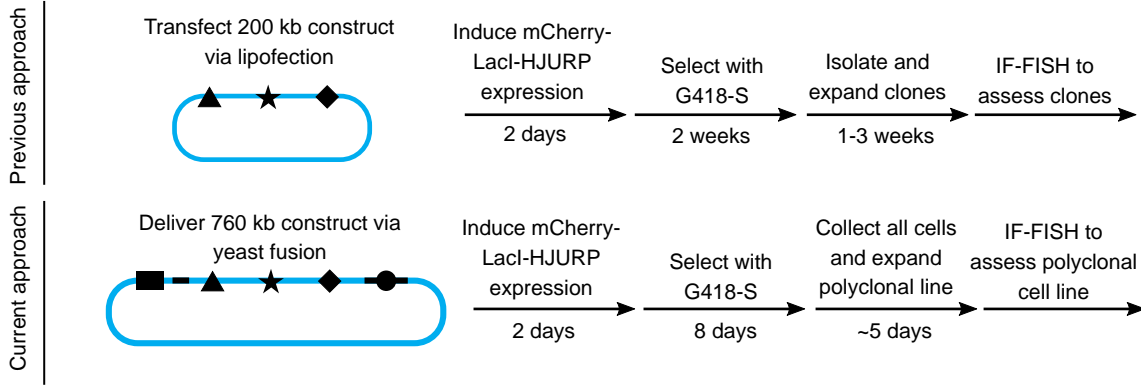 Previous approach
Transfect 200 kb construct
via lipofection
Induce mCherry-
LacI-HJURP
expression
2 days
Select with
G418-S
2 weeks
Isolate and
expand clones
1-3 weeks
IF-FISH to
assess clones
Current approach
Deliver 760 kb construct via
yeast fusion
Induce mCherry-
LacI-HJURP
expression
2 days
Select with
G418-S
8 days
Collect all cells
and expand
polyclonal line
~5 days
IF-FISH to
assess polyclonal
cell line